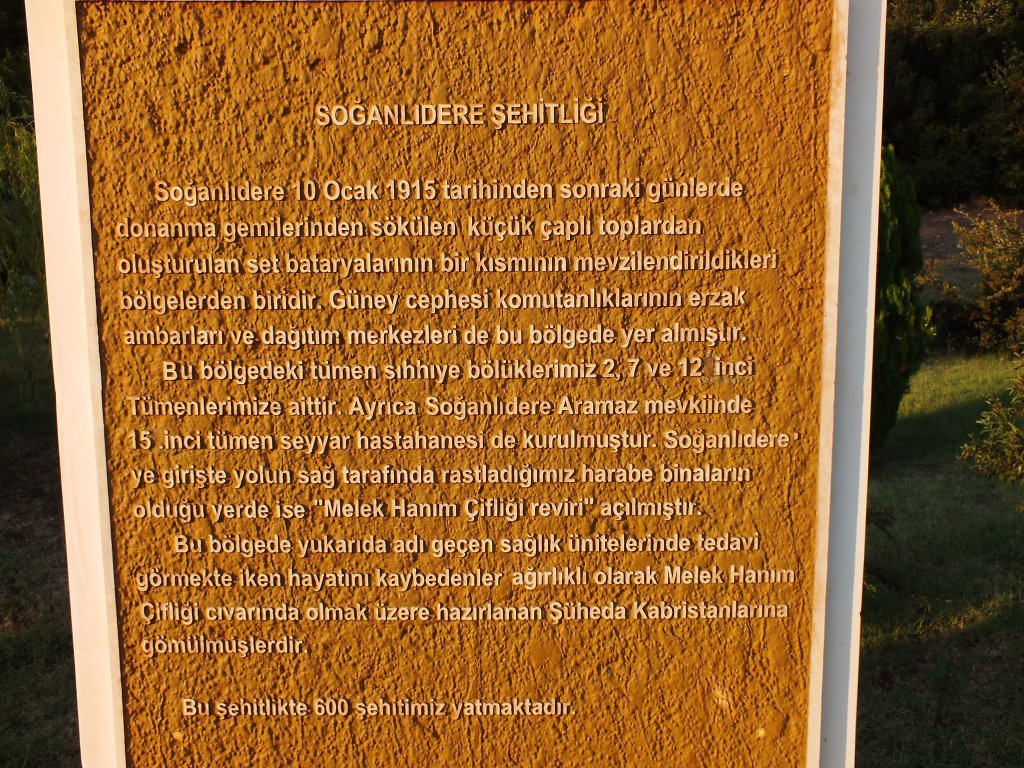 SOĞANLIDERE ŞEHİTLİĞİ
Soğanlıdere 10 Ocak 1915 tarihinden sonraki günlerde
donanma gemilerinden sökülen küçük çaplı toplardan
oluşturulan set bataryalarının bir kısmının mevzilendirildikleri
bölgelerden biridir. Güney cephesi komutanlıklarının erzak
ambarları ve dağıtım merkezleri de bu bölgede yer almıştır.
Bu bölgedeki tümen sıhhıye bölüklerimiz 2, 7 ve 12 inci
Tümenlerimize aittir. Ayrıca Soğanlıdere Aramaz mevkiinde
15 .inci tümen seyyar hastahanesi de kurulmuştur. Soğanlıdere'
ye girişte yolun sağ tarafında rastladığımız harabe binaların
olduğu yerde ise "Melek Hanım Çifliği reviri" açılmıştır.
Bu bölgede yukarıda adı geçen sağlık ünitelerinde tedavi
görmekte iken hayatını kaybedenler ağırlıklı olarak Melek Hanım
Çifliği cıvarında olmak üzere hazırlanan Şüheda Kabristanlarına
gömülmüşlerdir.
Bu şehitlikte 600 şehitimiz yatmaktadır.